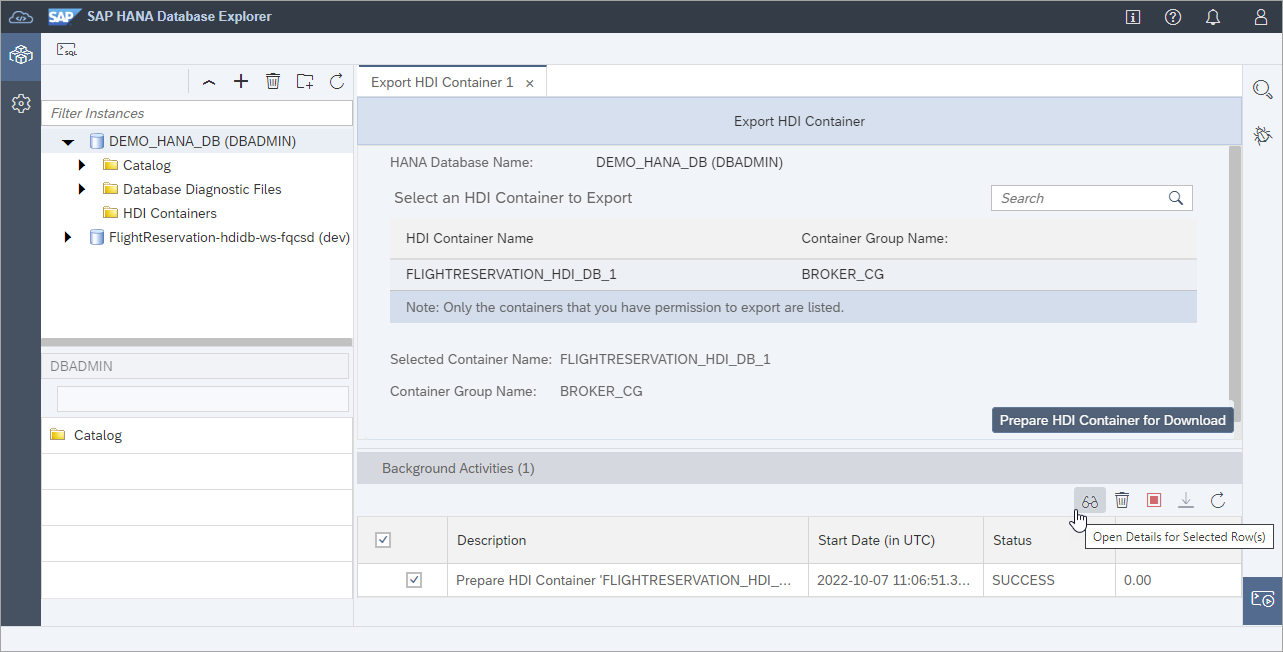 SAP SAP HANA Database Explorer
SQL
Filter Instances
DEMO_HANA_DB (DBADMIN)
Catalog
Database Diagnostic Files
HDI Containers
FlightReservation-hdidb-ws-fqcsd (dev)
DBADMIN
Catalog
Export HDI Container 1 ×
Export HDI Container
HANA Database Name: DEMO_HANA_DB (DBADMIN)
Select an HDI Container to Export Search
HDI Container Name Container Group Name:
FLIGHTRESERVATION_HDI_DB_1 BROKER_CG
Note: Only the containers that you have permission to export are listed.
Selected Container Name: FLIGHTRESERVATION_HDI_DB_1
Container Group Name: BROKER_CG
Prepare HDI Container for Download
Background Activities (1)
Open Details for Selected Row(s)
Description Start Date (in UTC) Status
Prepare HDI Container 'FLIGHTRESERVATION_HDI_... 2022-10-07 11:06:51.3... SUCCESS 0.00